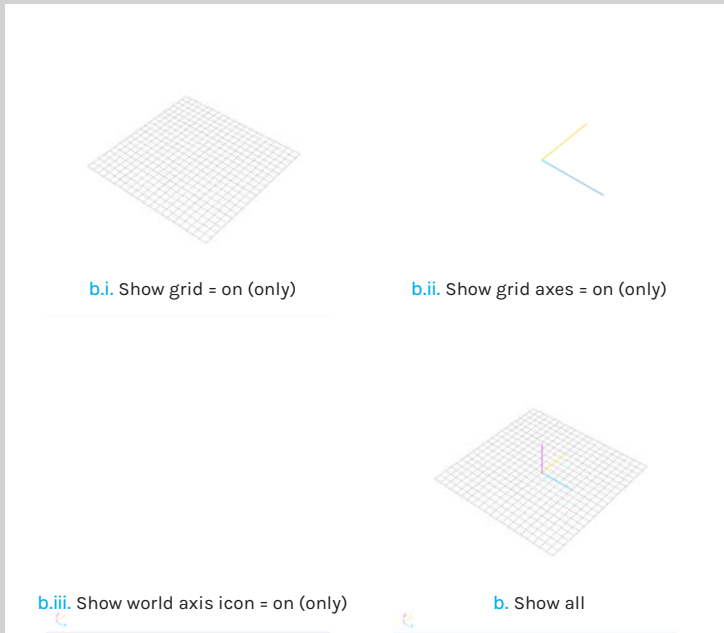 b.i. Show grid = on (only)
b.ii. Show grid axes = on (only)
b.iii. Show world axis icon = on (only)
b. Show all